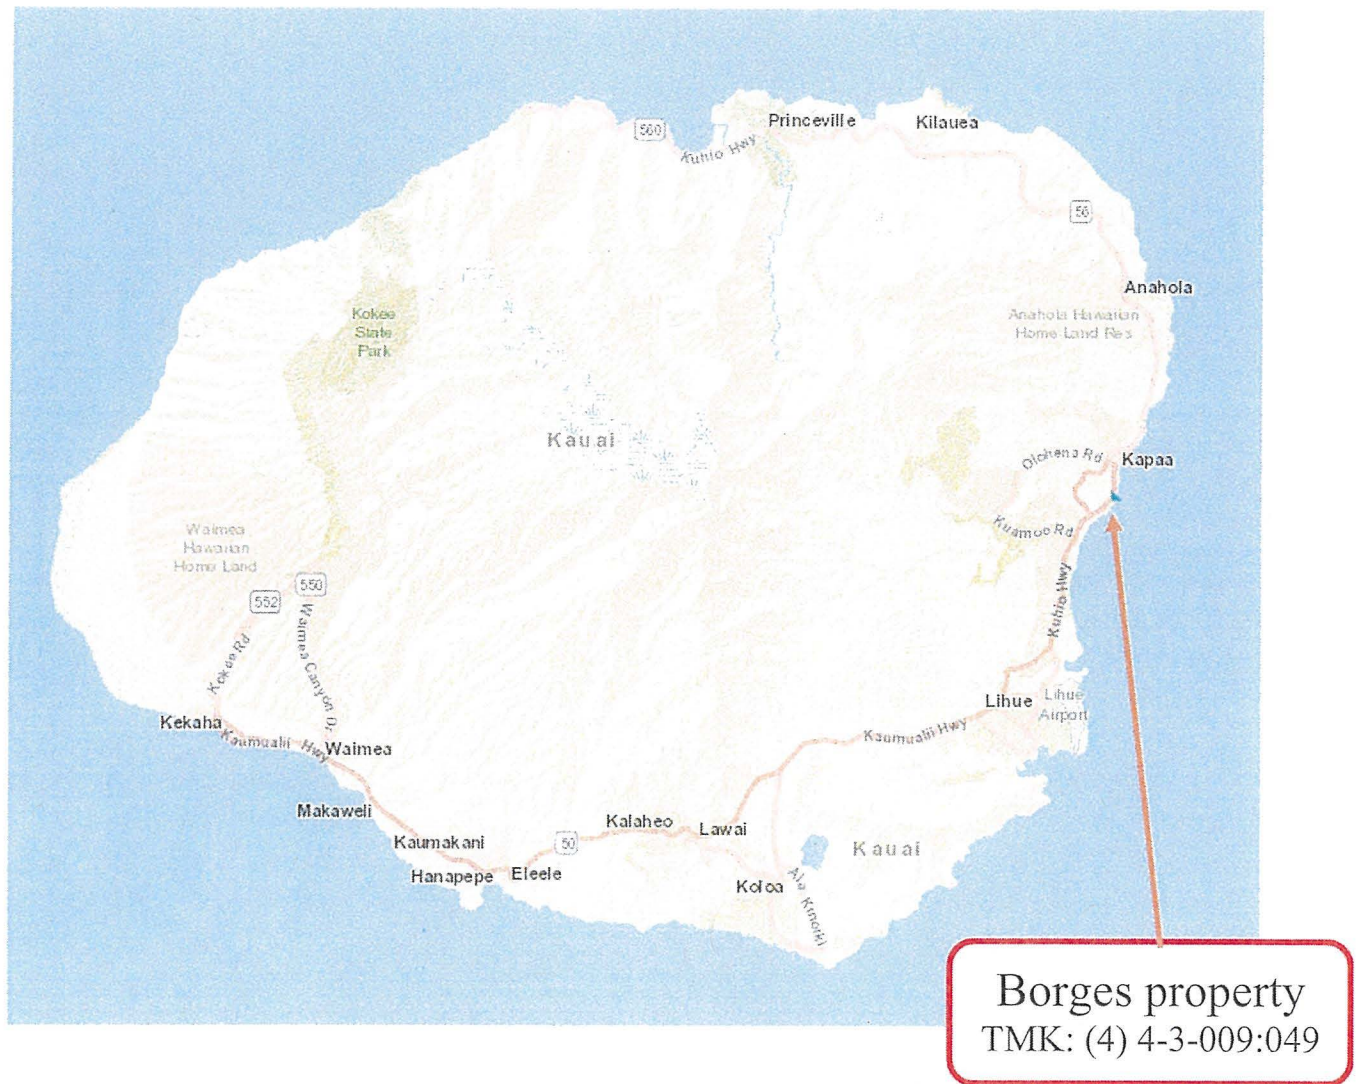 Princeville
Kilauea
560
Kuhio Hwy
56
Anahola
Anahola Hawaiian
Home Land Res
Kokee
State
Park
Kauai
Olohena Rd
Kapaa
Kuamoo Rd
Waimea
Hawaiian
Home Land
550
552
Kokee Rd
Waimea Canyon Dr
Kuhio Hwy
Lihue
Lihue
Airport
Kekaha
Kaumualii Hwy
Waimea
Kaumualii Hwy
Makaweli
Kaumakani
Kalaheo
Lawai
50
Kauai
Hanapepe
Eleele
Koloa
Ala Kinoiki
Borges property
TMK: (4) 4-3-009:049